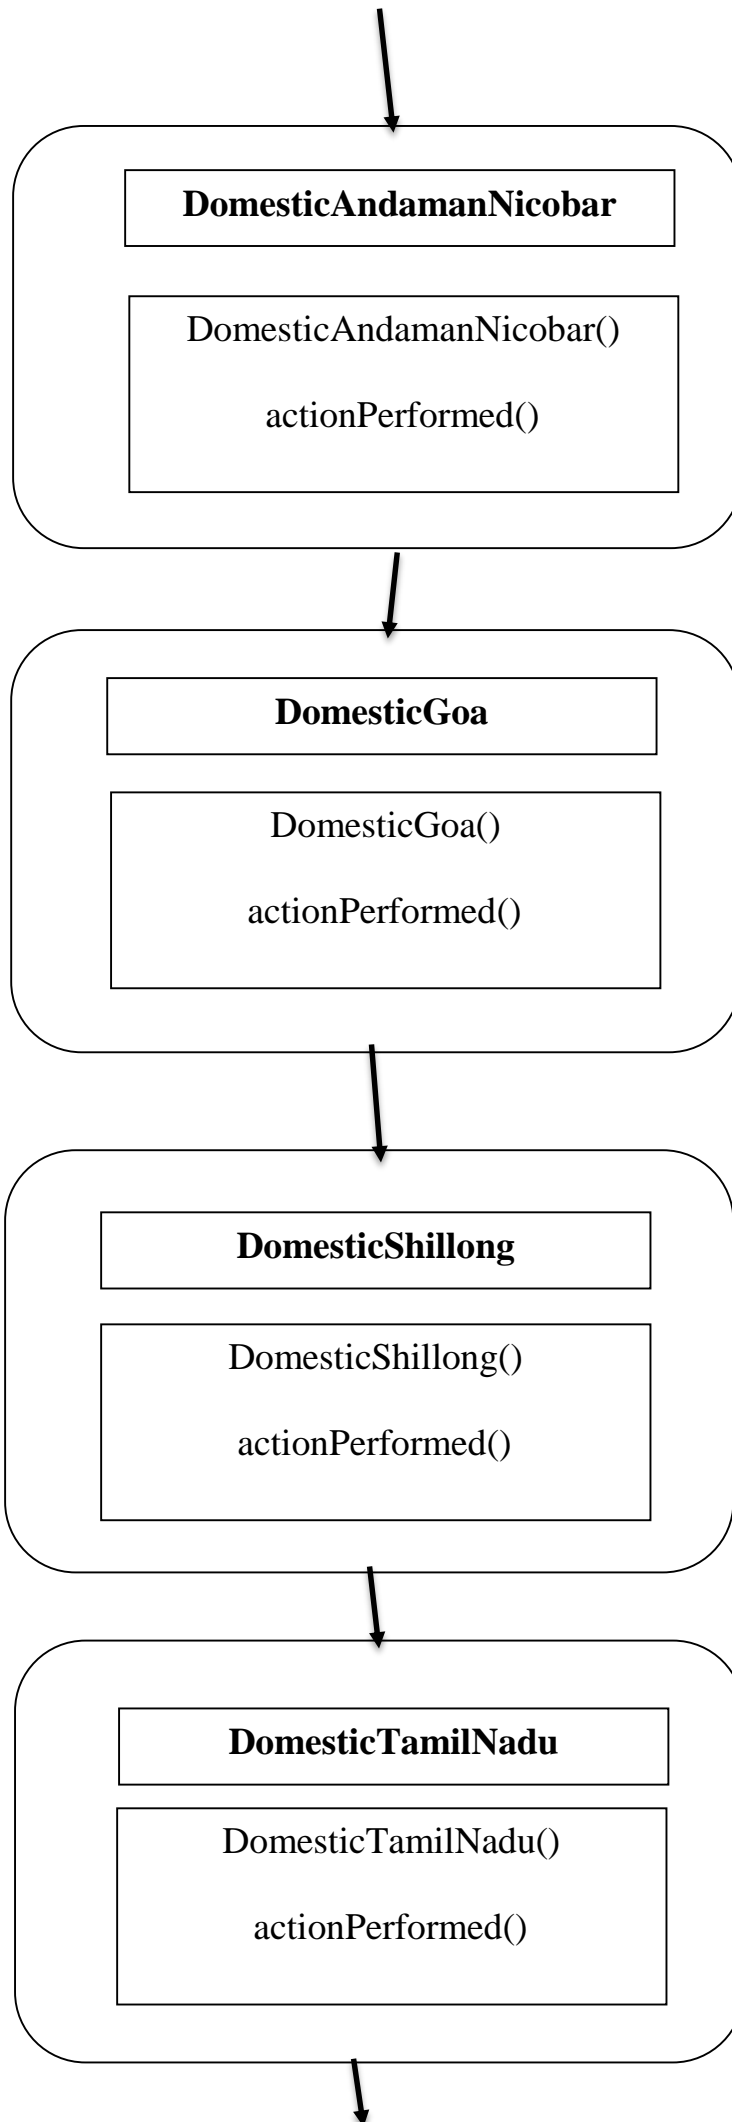 DomesticAndamanNicobar
DomesticAndamanNicobar()
actionPerformed()
DomesticGoa
DomesticGoa()
actionPerformed()
DomesticShillong
DomesticShillong()
actionPerformed()
DomesticTamilNadu
DomesticTamilNadu()
actionPerformed()